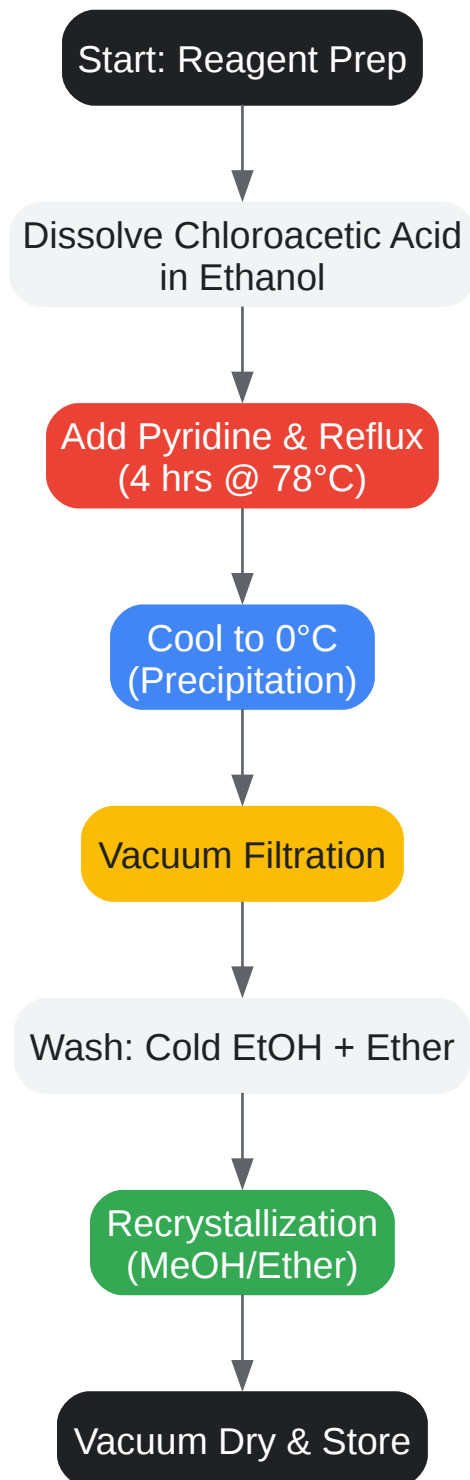 Start: Reagent Prep
Dissolve Chloroacetic Acid
in Ethanol
Add Pyridine & Reflux
(4 hrs @ 78°C)
Cool to 0°C
(Precipitation)
Vacuum Filtration
Wash: Cold EtOH + Ether
Recrystallization
(MeOH/Ether)
Vacuum Dry & Store